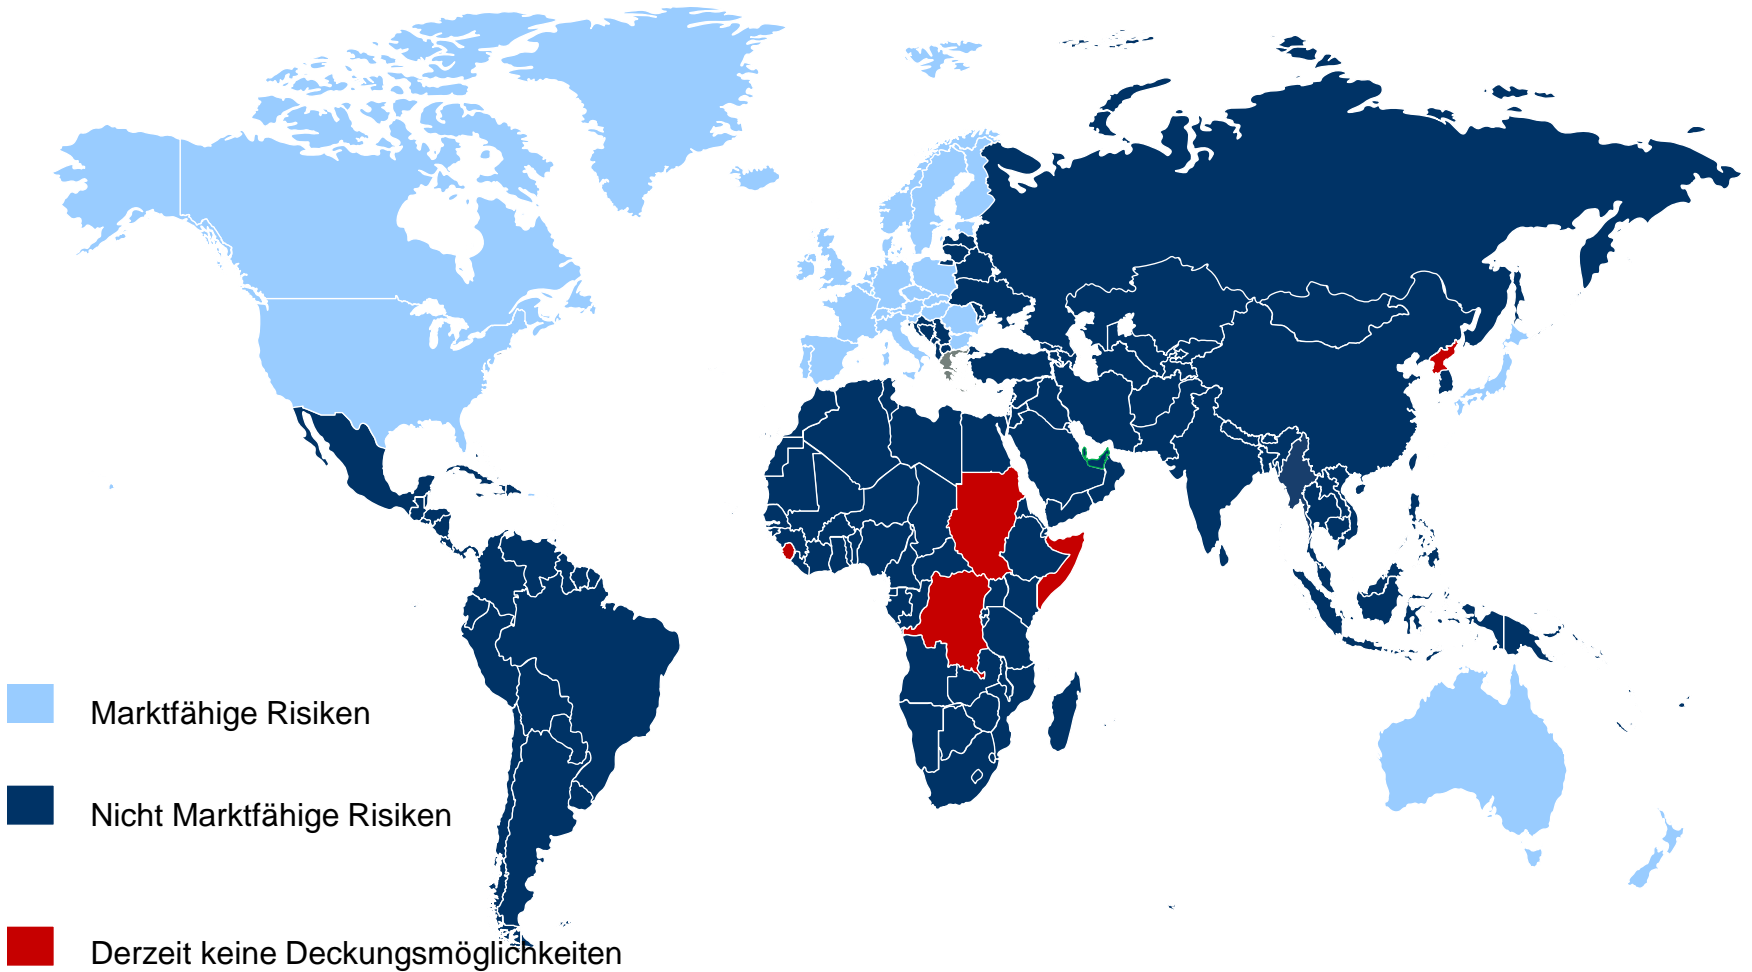 Marktfähige Risiken
Nicht Marktfähige Risiken
Derzeit keine Deckungsmöglichkeiten